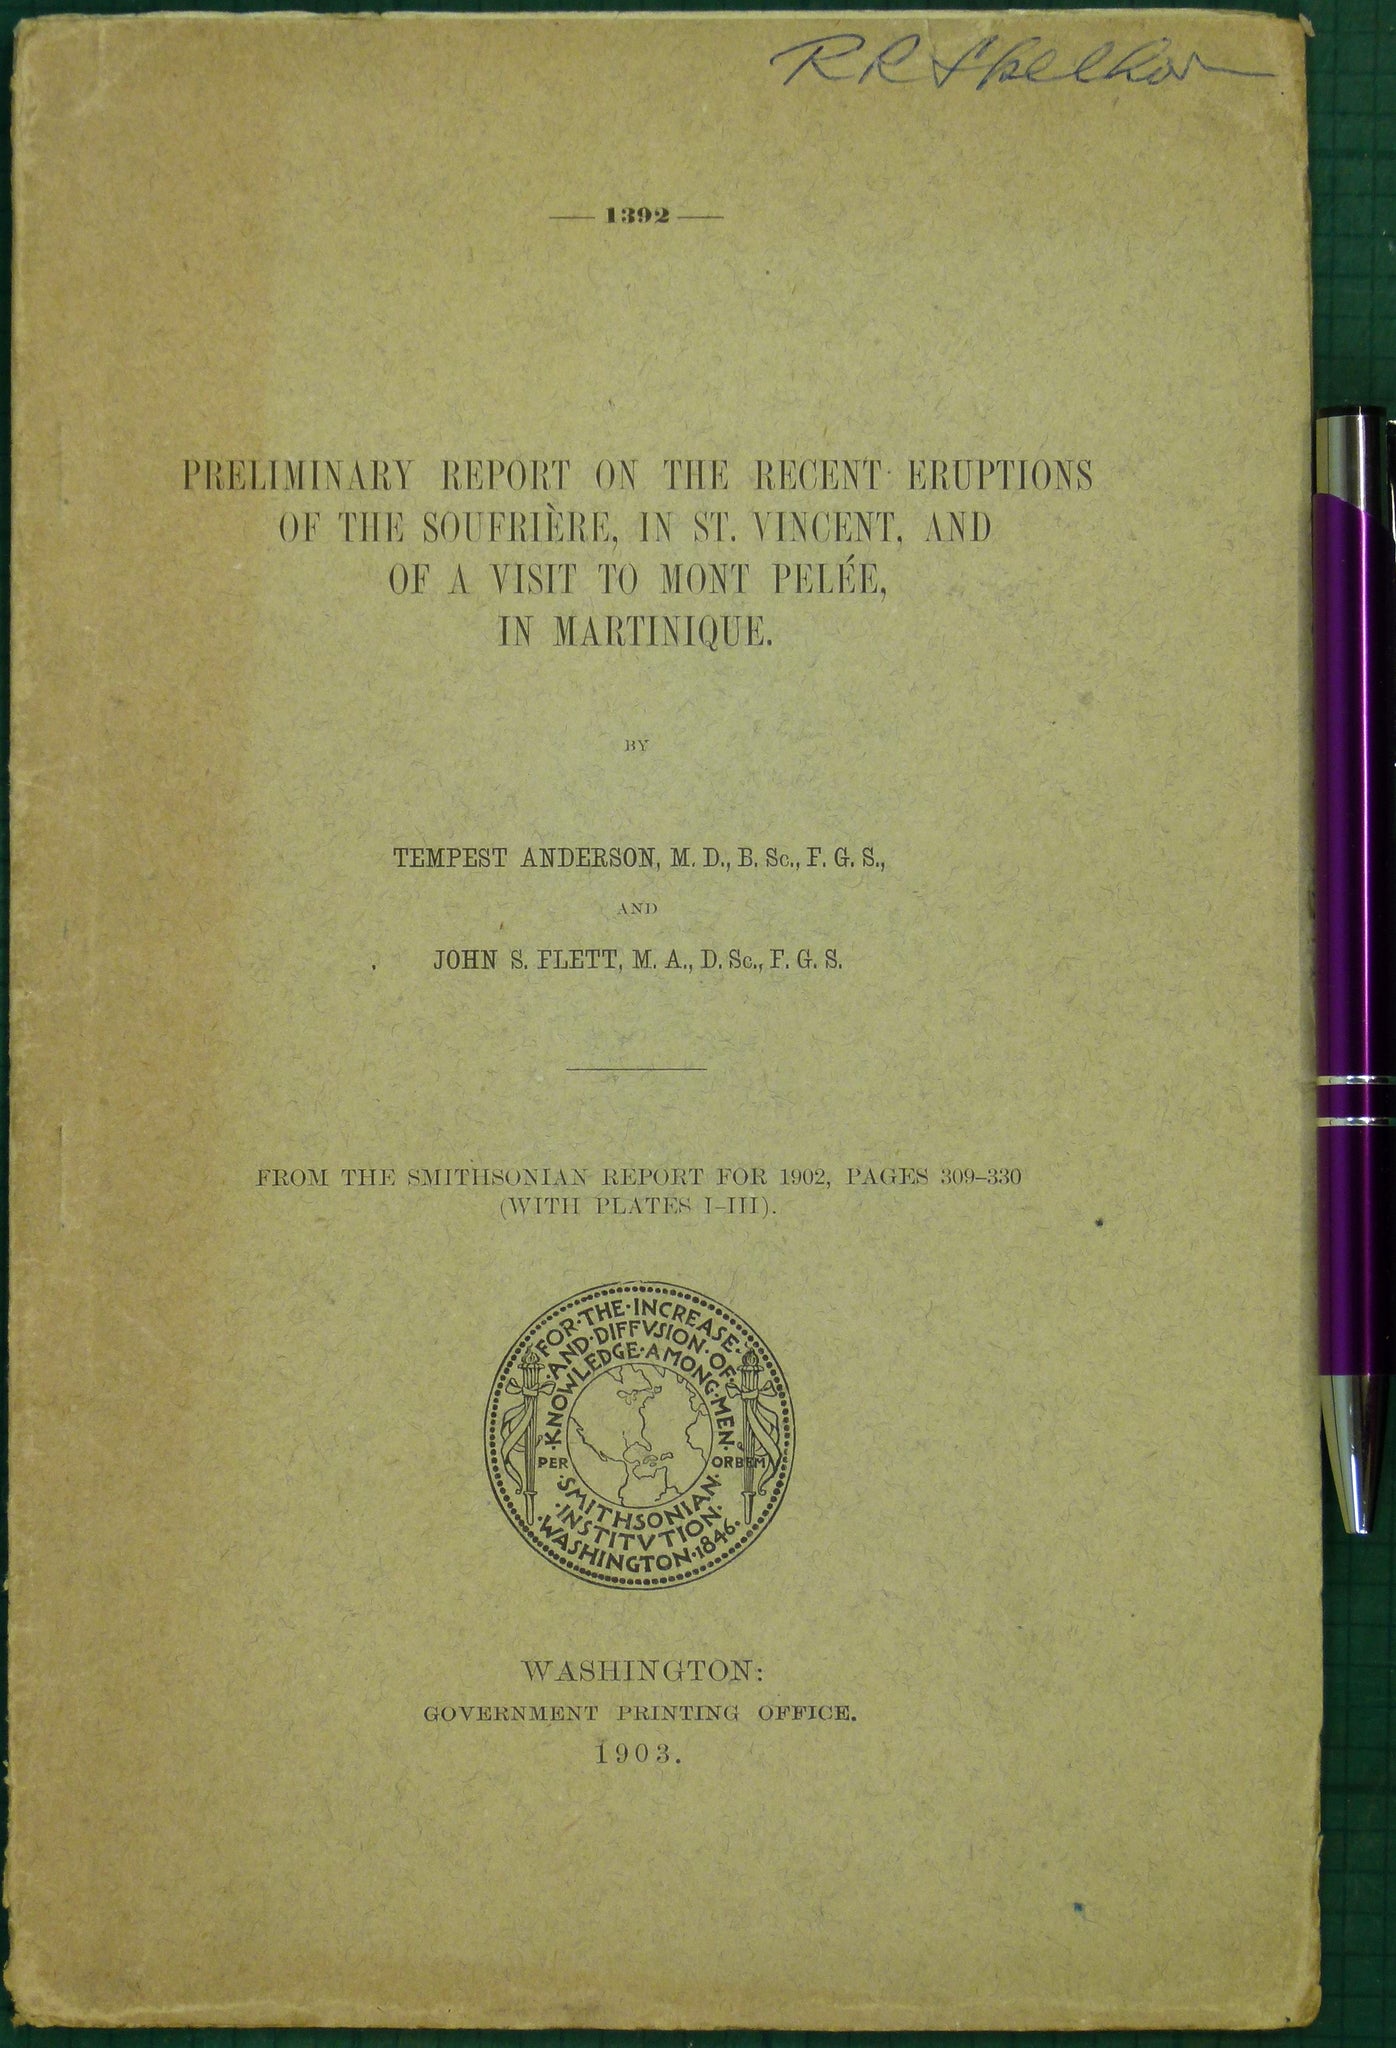 — 1392 —
PRELIMINARY REPORT ON THE RECENT ERUPTIONS
OF THE SOUFRIÈRE, IN ST. VINCENT, AND
OF A VISIT TO MONT PELÉE,
IN MARTINIQUE.
BY
TEMPEST ANDERSON, M. D., B. Sc., F. G. S.,
AND
JOHN S. FLETT, M. A., D. Sc., F. G. S.
FROM THE SMITHSONIAN REPORT FOR 1902, PAGES 309–330
(WITH PLATES I–III).
FOR·THE·INCREASE·
·AND·DIFFVSION·OF·
·KNOWLEDGE·AMONG·MEN·
PER ORBEM
·SMITHSONIAN·
·INSTITVTION·
·WASHINGTON·1846·
WASHINGTON:
GOVERNMENT PRINTING OFFICE.
1903.